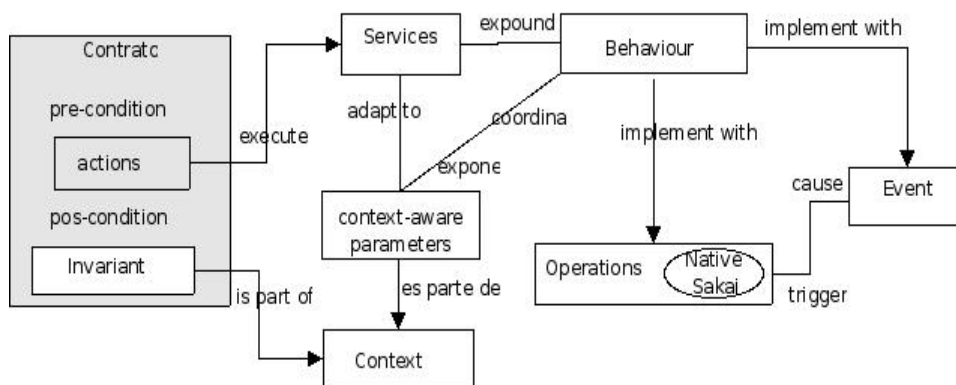 Contratc
pre-condition
actions
pos-condition
Invariant
execute
is part of
Services
expound
Behaviour
implement with
adapt to
coordina
expone
implement with
context-aware
parameters
es parte de
Context
Operations
Native
Sakai
cause
trigger
Event